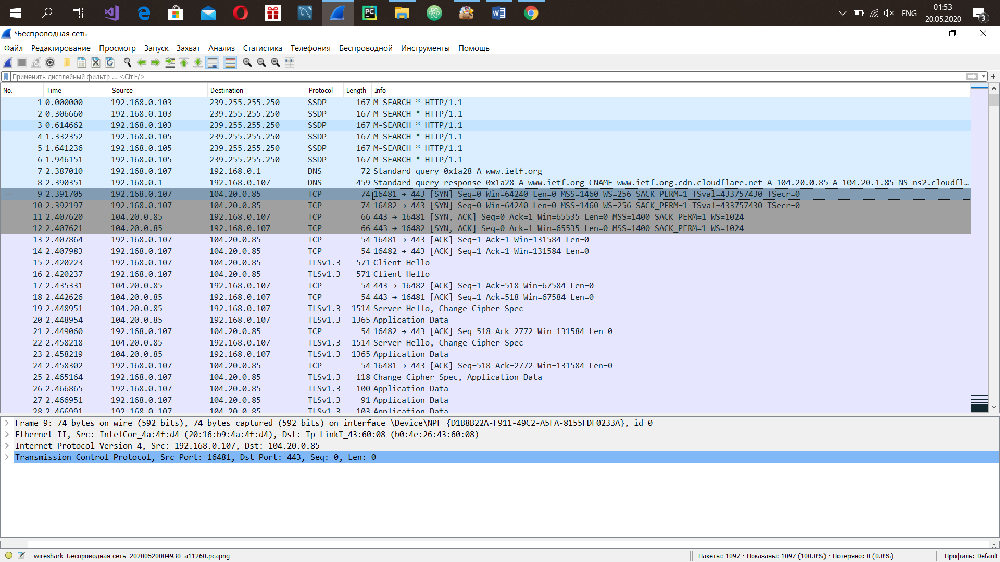 PC
ENG
01:53
20.05.2020
3
*Беспроводная сеть
Файл Редактирование Просмотр Запуск Захват Анализ Статистика Телефония Беспроводной Инструменты Помощь
Применить дисплейный фильтр ... <Ctrl-/>
No. Time Source Destination Protocol Length Info
1 0.000000 192.168.0.103 239.255.255.250 SSDP 167 M-SEARCH * HTTP/1.1
2 0.306660 192.168.0.103 239.255.255.250 SSDP 167 M-SEARCH * HTTP/1.1
3 0.614662 192.168.0.103 239.255.255.250 SSDP 167 M-SEARCH * HTTP/1.1
4 1.332352 192.168.0.105 239.255.255.250 SSDP 167 M-SEARCH * HTTP/1.1
5 1.641236 192.168.0.105 239.255.255.250 SSDP 167 M-SEARCH * HTTP/1.1
6 1.946151 192.168.0.105 239.255.255.250 SSDP 167 M-SEARCH * HTTP/1.1
7 2.387010 192.168.0.107 192.168.0.1 DNS 72 Standard query 0x1a28 A www.ietf.org
8 2.390351 192.168.0.1 192.168.0.107 DNS 459 Standard query response 0x1a28 A www.ietf.org CNAME www.ietf.org.cdn.cloudflare.net A 104.20.0.85 A 104.20.1.85 NS ns2.cloudfl…
9 2.391705 192.168.0.107 104.20.0.85 TCP 74 16481 → 443 [SYN] Seq=0 Win=64240 Len=0 MSS=1460 WS=256 SACK_PERM=1 TSval=433757430 TSecr=0
10 2.392197 192.168.0.107 104.20.0.85 TCP 74 16482 → 443 [SYN] Seq=0 Win=64240 Len=0 MSS=1460 WS=256 SACK_PERM=1 TSval=433757430 TSecr=0
11 2.407620 104.20.0.85 192.168.0.107 TCP 66 443 → 16481 [SYN, ACK] Seq=0 Ack=1 Win=65535 Len=0 MSS=1400 SACK_PERM=1 WS=1024
12 2.407621 104.20.0.85 192.168.0.107 TCP 66 443 → 16482 [SYN, ACK] Seq=0 Ack=1 Win=65535 Len=0 MSS=1400 SACK_PERM=1 WS=1024
13 2.407864 192.168.0.107 104.20.0.85 TCP 54 16481 → 443 [ACK] Seq=1 Ack=1 Win=131584 Len=0
14 2.407983 192.168.0.107 104.20.0.85 TCP 54 16482 → 443 [ACK] Seq=1 Ack=1 Win=131584 Len=0
15 2.420223 192.168.0.107 104.20.0.85 TLSv1.3 571 Client Hello
16 2.420237 192.168.0.107 104.20.0.85 TLSv1.3 571 Client Hello
17 2.435331 104.20.0.85 192.168.0.107 TCP 54 443 → 16482 [ACK] Seq=1 Ack=518 Win=67584 Len=0
18 2.442626 104.20.0.85 192.168.0.107 TCP 54 443 → 16481 [ACK] Seq=1 Ack=518 Win=67584 Len=0
19 2.448951 104.20.0.85 192.168.0.107 TLSv1.3 1514 Server Hello, Change Cipher Spec
20 2.448954 104.20.0.85 192.168.0.107 TLSv1.3 1365 Application Data
21 2.449060 192.168.0.107 104.20.0.85 TCP 54 16482 → 443 [ACK] Seq=518 Ack=2772 Win=131584 Len=0
22 2.458218 104.20.0.85 192.168.0.107 TLSv1.3 1514 Server Hello, Change Cipher Spec
23 2.458219 104.20.0.85 192.168.0.107 TLSv1.3 1365 Application Data
24 2.458302 192.168.0.107 104.20.0.85 TCP 54 16481 → 443 [ACK] Seq=518 Ack=2772 Win=131584 Len=0
25 2.465164 192.168.0.107 104.20.0.85 TLSv1.3 118 Change Cipher Spec, Application Data
26 2.466865 192.168.0.107 104.20.0.85 TLSv1.3 100 Application Data
27 2.466951 192.168.0.107 104.20.0.85 TLSv1.3 91 Application Data
28 2.466991 192.168.0.107 104.20.0.85 TLSv1.3 103 Application Data
Frame 9: 74 bytes on wire (592 bits), 74 bytes captured (592 bits) on interface \Device\NPF_{D1B8B22A-F911-49C2-A5FA-8155FDF0233A}, id 0
Ethernet II, Src: IntelCor_4a:4f:d4 (20:16:b9:4a:4f:d4), Dst: Tp-LinkT_43:60:08 (b0:4e:26:43:60:08)
Internet Protocol Version 4, Src: 192.168.0.107, Dst: 104.20.0.85
Transmission Control Protocol, Src Port: 16481, Dst Port: 443, Seq: 0, Len: 0
wireshark_Беспроводная сеть_20200520004930_a11260.pcapng
Пакеты: 1097 · Показаны: 1097 (100.0%) · Потеряно: 0 (0.0%)
Профиль: Default